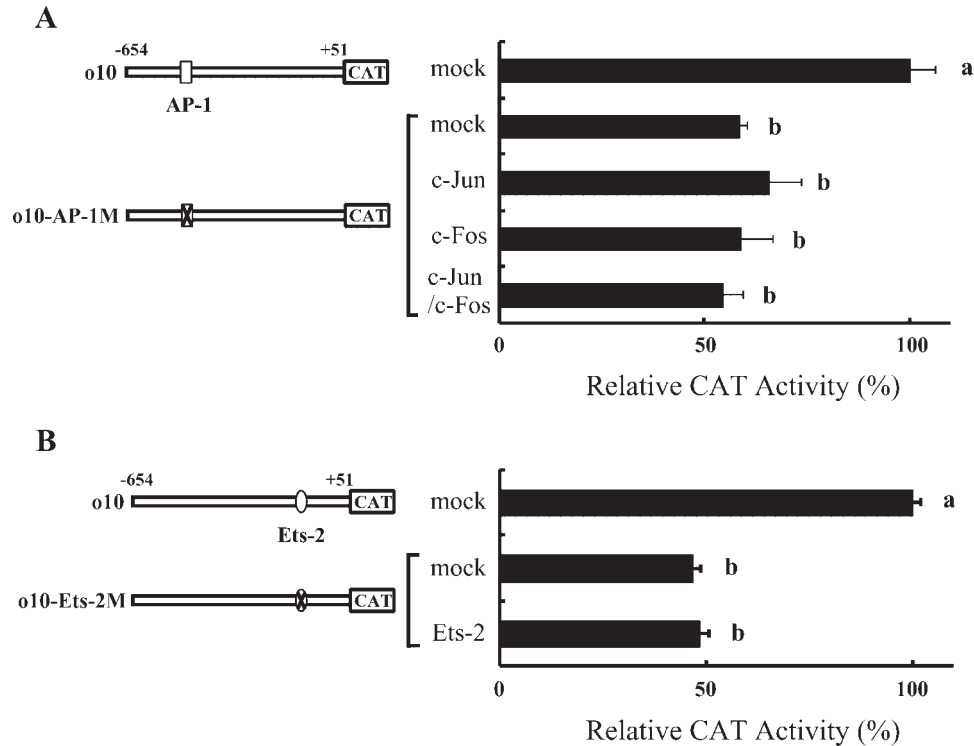 A
-654 +51
o10 CAT
AP-1
mock a
mock b
c-Jun b
o10-AP-1M CAT
c-Fos b
c-Jun
/c-Fos b
0 50 100
Relative CAT Activity (%)
B
-654 +51
o10 CAT
Ets-2
mock a
mock b
o10-Ets-2M CAT
Ets-2 b
0 50 100
Relative CAT Activity (%)